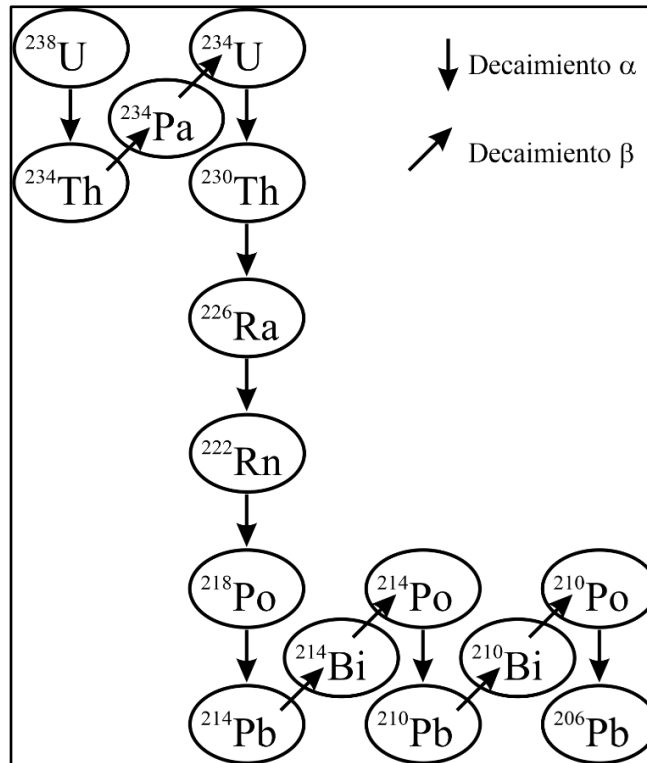 ²³⁸U
²³⁴U
Decaimiento α
²³⁴Pa
Decaimiento β
²³⁴Th
²³⁰Th
²²⁶Ra
²²²Rn
²¹⁸Po
²¹⁴Po
²¹⁰Po
²¹⁴Bi
²¹⁰Bi
²¹⁴Pb
²¹⁰Pb
²⁰⁶Pb